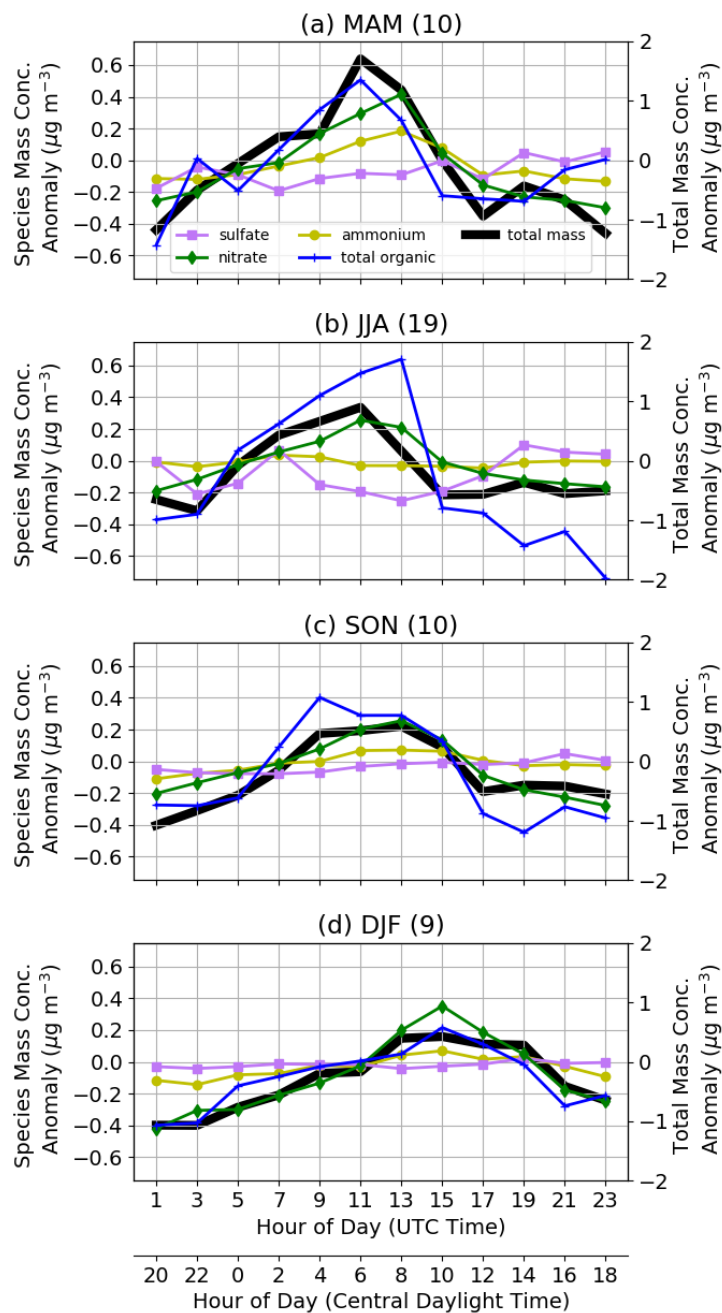 (a) MAM (10)
Species Mass Conc.
Anomaly (μg m⁻³)
0.6
0.4
0.2
0.0
−0.2
−0.4
−0.6
2
1
0
−1
−2
Total Mass Conc.
Anomaly (μg m⁻³)
sulfate
nitrate
ammonium
total organic
total mass
(b) JJA (19)
Species Mass Conc.
Anomaly (μg m⁻³)
0.6
0.4
0.2
0.0
−0.2
−0.4
−0.6
2
1
0
−1
−2
Total Mass Conc.
Anomaly (μg m⁻³)
(c) SON (10)
Species Mass Conc.
Anomaly (μg m⁻³)
0.6
0.4
0.2
0.0
−0.2
−0.4
−0.6
2
1
0
−1
−2
Total Mass Conc.
Anomaly (μg m⁻³)
(d) DJF (9)
Species Mass Conc.
Anomaly (μg m⁻³)
0.6
0.4
0.2
0.0
−0.2
−0.4
−0.6
2
1
0
−1
−2
Total Mass Conc.
Anomaly (μg m⁻³)
1 3 5 7 9 11 13 15 17 19 21 23
Hour of Day (UTC Time)
20 22 0 2 4 6 8 10 12 14 16 18
Hour of Day (Central Daylight Time)